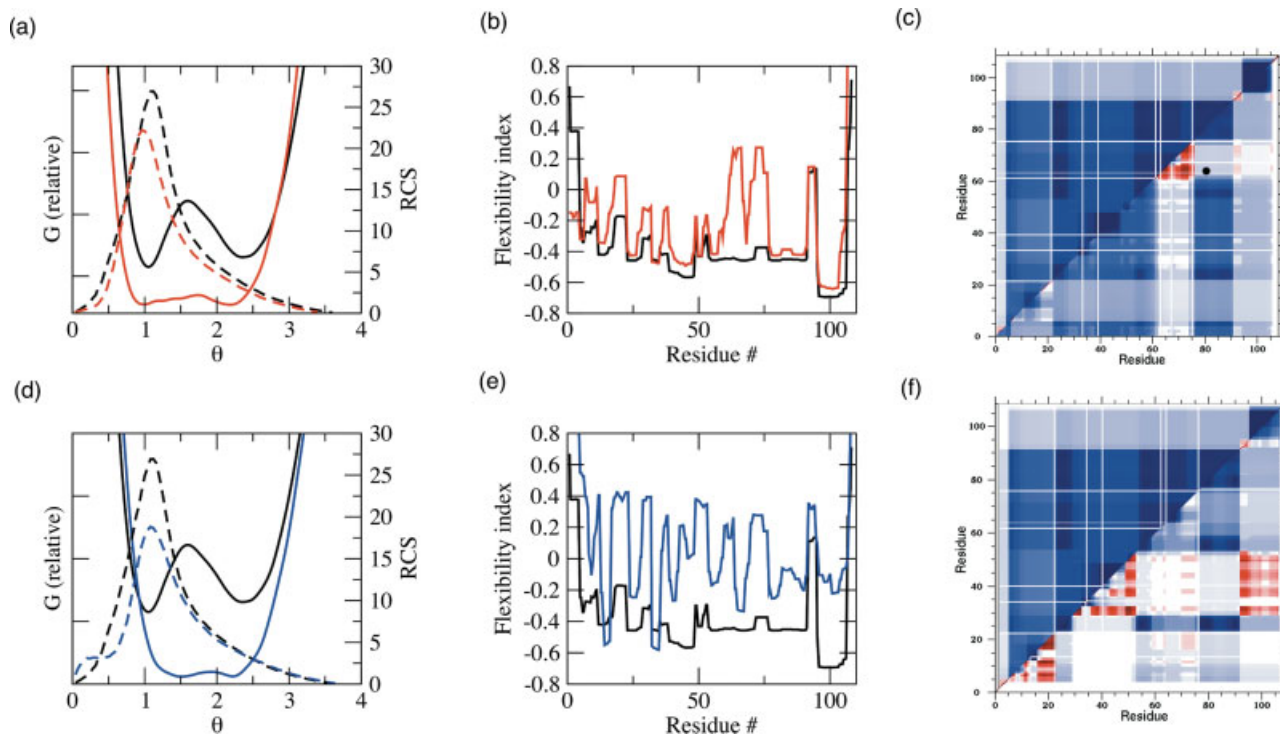 (a)
G (relative)
30
25
20
15
10
5
0
RCS
0 1 2 3 4
θ
(b)
Flexibility index
0.8
0.6
0.4
0.2
0
-0.2
-0.4
-0.6
-0.8
0 50 100
Residue #
(c)
Residue
100
80
60
40
20
0
0 20 40 60 80 100
Residue
(d)
G (relative)
30
25
20
15
10
5
0
RCS
0 1 2 3 4
θ
(e)
Flexibility index
0.8
0.6
0.4
0.2
0
-0.2
-0.4
-0.6
-0.8
0 50 100
Residue #
(f)
Residue
100
80
60
40
20
0
0 20 40 60 80 100
Residue